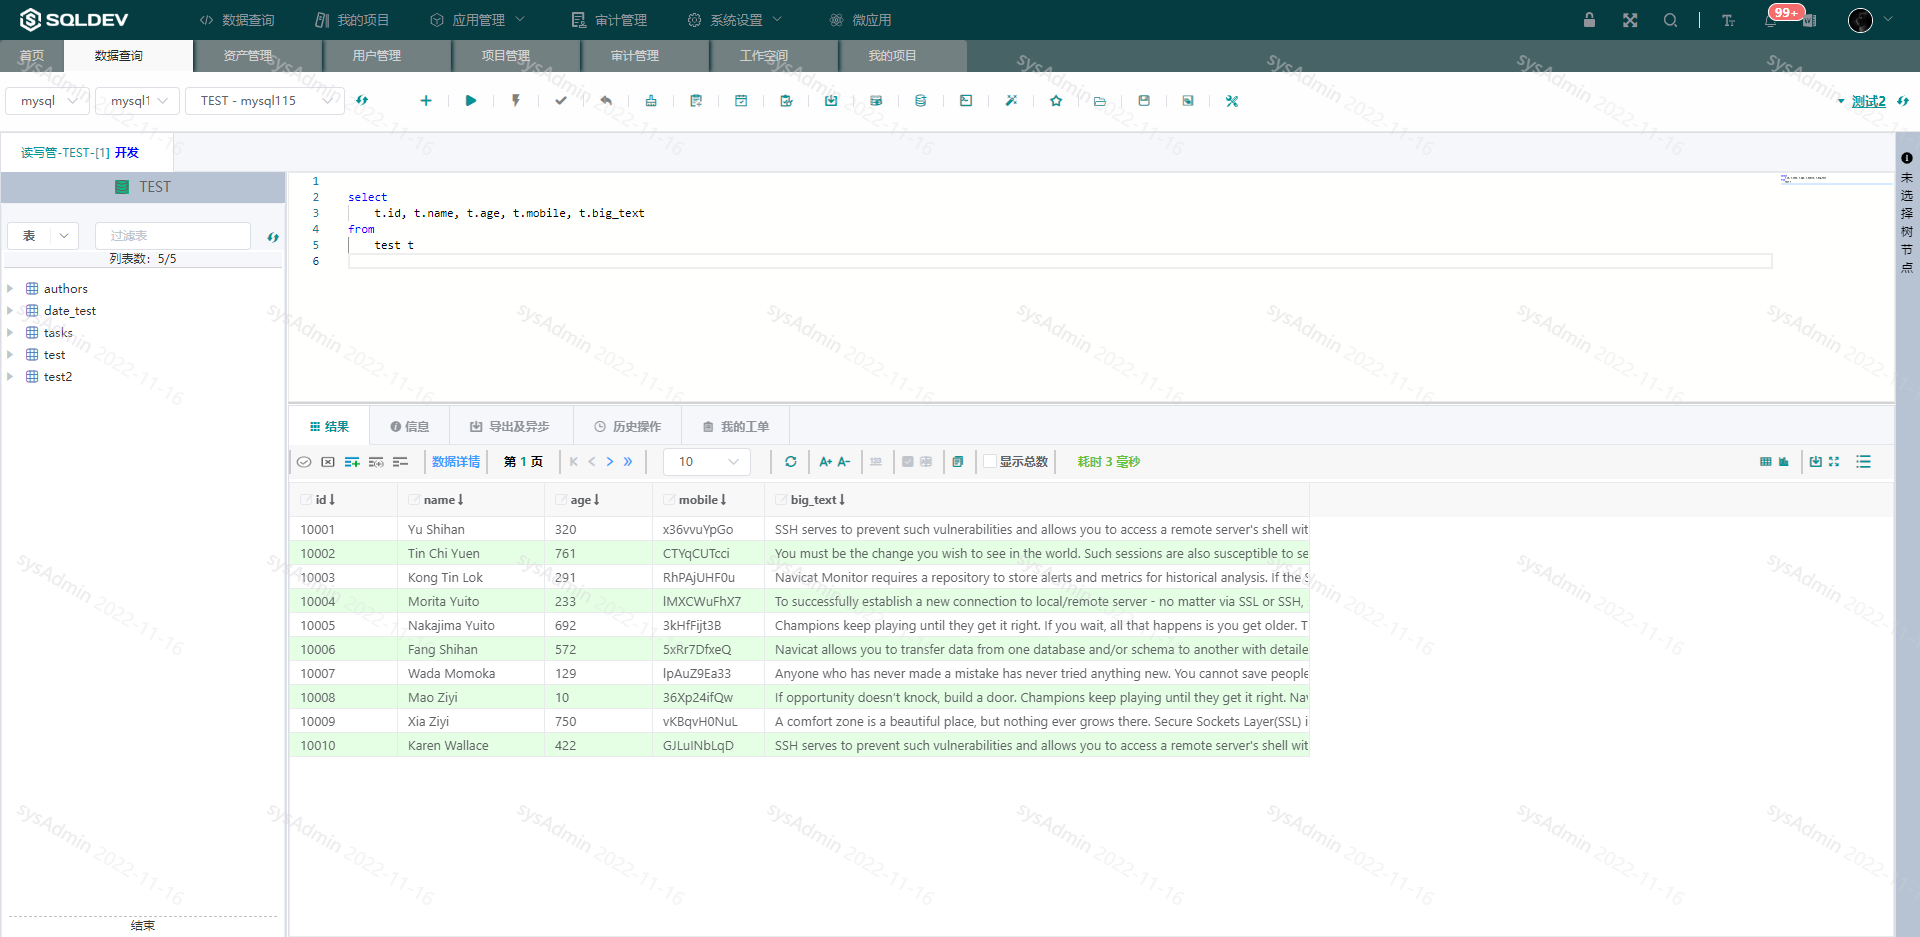 SQLDEV
数据查询 我的项目 应用管理 审计管理 系统设置 微应用 99+
首页 数据查询 资产管理 用户管理 项目管理 审计管理 工作空间 我的项目
mysql mysql1 TEST - mysql115 测试2
读写管-TEST-[1] 开发
TEST
表 过滤表
列表数：5/5
authors
date_test
tasks
test
test2
结束
1
2 select
3 t.id, t.name, t.age, t.mobile, t.big_text
4 from
5 test t
6
未选择树节点
结果 信息 导出及异步 历史操作 我的工单
数据详情 第 1 页 10 A+ A- 显示总数 耗时 3 毫秒
id name age mobile big_text
10001 Yu Shihan 320 x36vvuYpGo SSH serves to prevent such vulnerabilities and allows you to access a remote server's shell wit
10002 Tin Chi Yuen 761 CTYqCUTcci You must be the change you wish to see in the world. Such sessions are also susceptible to se
10003 Kong Tin Lok 291 RhPAjUHF0u Navicat Monitor requires a repository to store alerts and metrics for historical analysis. If the S
10004 Morita Yuito 233 lMXCWuFhX7 To successfully establish a new connection to local/remote server - no matter via SSL or SSH,
10005 Nakajima Yuito 692 3kHfFijt3B Champions keep playing until they get it right. If you wait, all that happens is you get older. T
10006 Fang Shihan 572 5xRr7DfxeQ Navicat allows you to transfer data from one database and/or schema to another with detaile
10007 Wada Momoka 129 lpAuZ9Ea33 Anyone who has never made a mistake has never tried anything new. You cannot save people
10008 Mao Ziyi 10 36Xp24ifQw If opportunity doesn't knock, build a door. Champions keep playing until they get it right. Nav
10009 Xia Ziyi 750 vKBqvH0NuL A comfort zone is a beautiful place, but nothing ever grows there. Secure Sockets Layer(SSL) i
10010 Karen Wallace 422 GJLuINbLqD SSH serves to prevent such vulnerabilities and allows you to access a remote server's shell wit
sysAdmin 2022-11-16